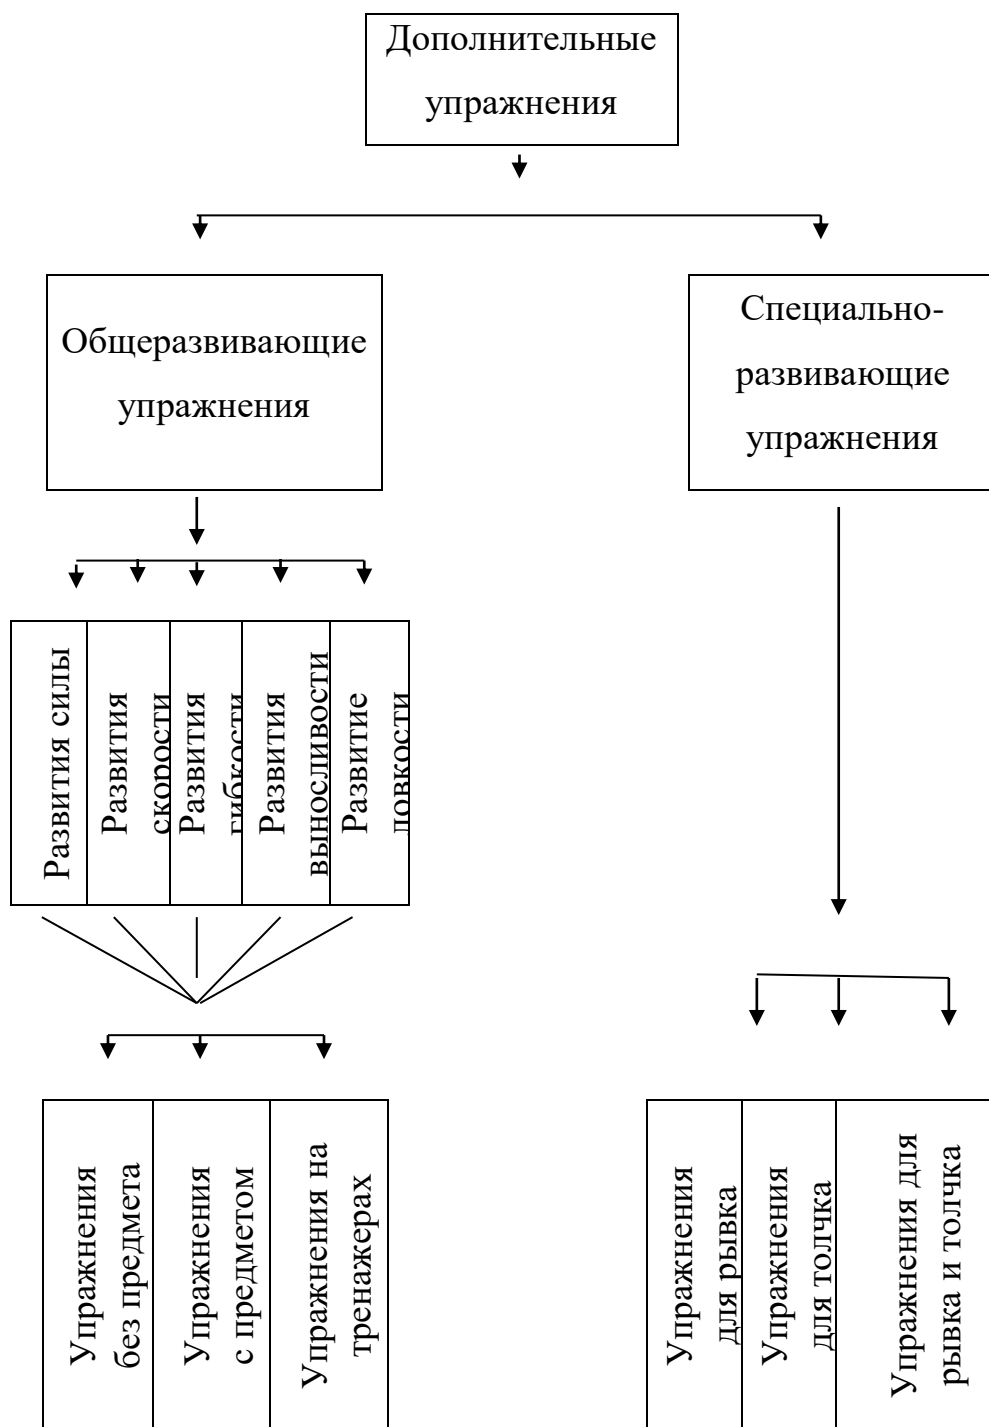 Дополнительные
упражнения
Общеразвивающие
упражнения
Специально-
развивающие
упражнения
Развития силы
Развития
скорости
Развития
гибкости
Развития
выносливости
Развитие
ловкости
Упражнения
без предмета
Упражнения
с предметом
Упражнения на
тренажерах
Упражнения
для рывка
Упражнения
для толчка
Упражнения для
рывка и толчка